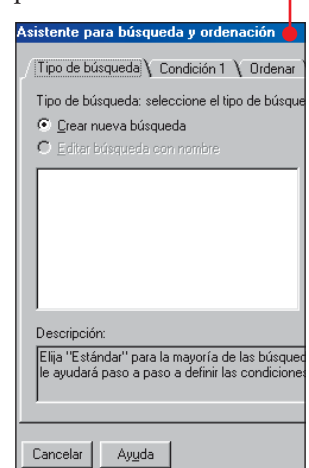 Asistente para búsqueda y ordenación
Tipo de búsqueda Condición 1 Ordenar
Tipo de búsqueda: seleccione el tipo de búsque
Crear nueva búsqueda
Editar búsqueda con nombre
Descripción:
Elija "Estándar" para la mayoría de las búsqued
le ayudará paso a paso a definir las condiciones
Cancelar Ayuda